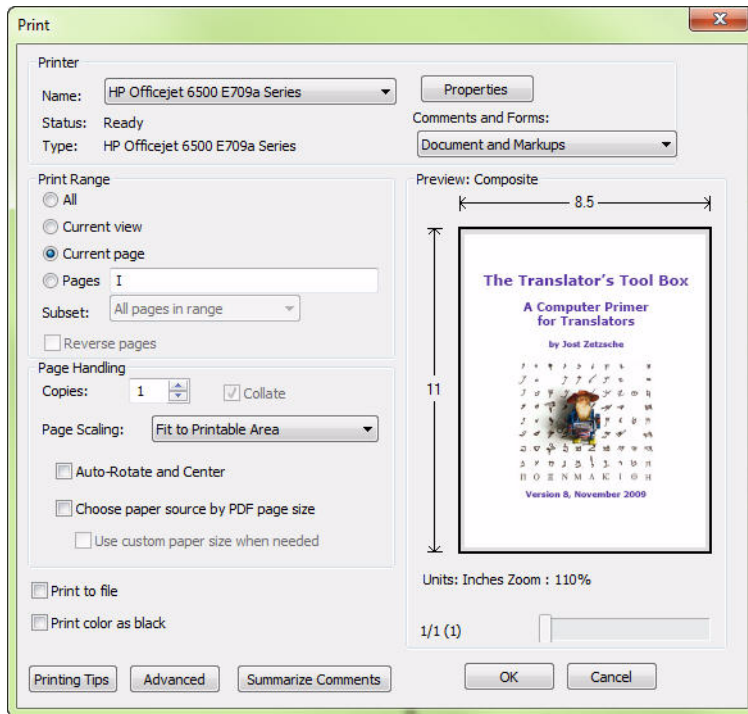 Print
Printer
Name: HP Officejet 6500 E709a Series
Properties
Status: Ready
Comments and Forms:
Type: HP Officejet 6500 E709a Series
Document and Markups
Print Range
All
Current view
Current page
Pages I
Subset: All pages in range
Reverse pages
Page Handling
Copies: 1
Collate
Page Scaling: Fit to Printable Area
Auto-Rotate and Center
Choose paper source by PDF page size
Use custom paper size when needed
Print to file
Print color as black
Preview: Composite
8.5
11
The Translator's Tool Box
A Computer Primer
for Translators
by Jost Zetzsche
Π Ο Ξ Ν Μ Λ Κ Ι Θ Η
Version 8, November 2009
Units: Inches Zoom : 110%
1/1 (1)
Printing Tips
Advanced
Summarize Comments
OK
Cancel